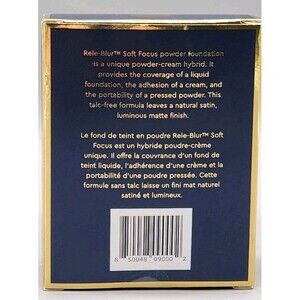 Rele-Blur™ Soft Focus powder foundation
is a unique powder-cream hybrid. It
provides the coverage of a liquid
foundation, the adhesion of a cream, and
the portability of a pressed powder. This
talc-free formula leaves a natural satin,
luminous matte finish.
Le fond de teint en poudre Rele-Blur™ Soft
Focus est un hybride poudre-crème
unique. Il offre la couvrance d'un fond de
teint liquide, l'adhérence d'une crème et la
portabilité d'une poudre pressée. Cette
formule sans talc laisse un fini mat naturel
satiné et lumineux.
8 50048 09000 2